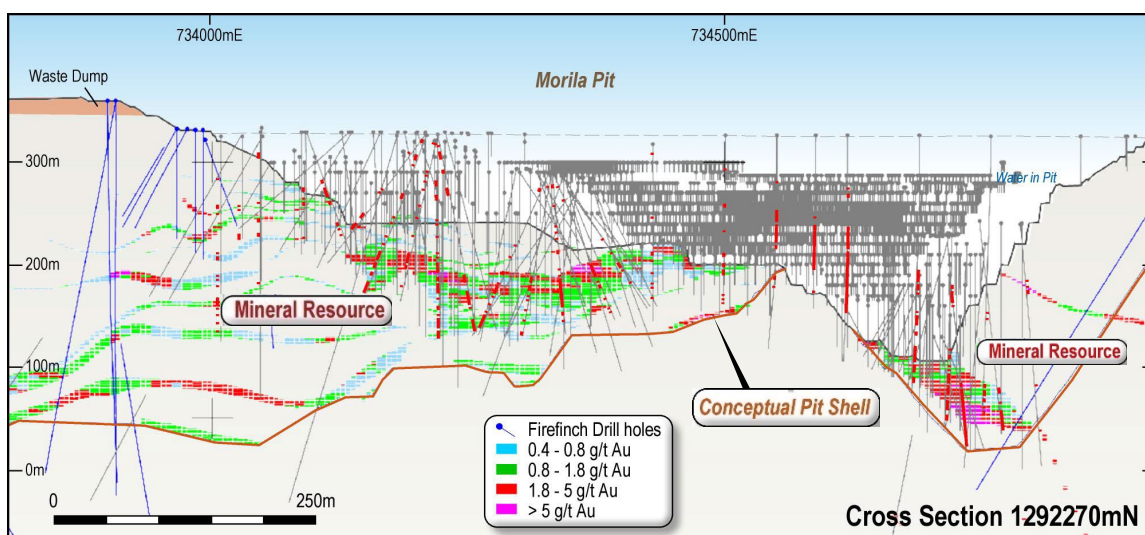 734000mE
734500mE
Waste Dump
Morila Pit
300m
Water in Pit
200m
Mineral Resource
Mineral Resource
100m
Conceptual Pit Shell
Firefinch Drill holes
0.4 - 0.8 g/t Au
0m
0.8 - 1.8 g/t Au
0
250m
1.8 - 5 g/t Au
> 5 g/t Au
Cross Section 1292270mN